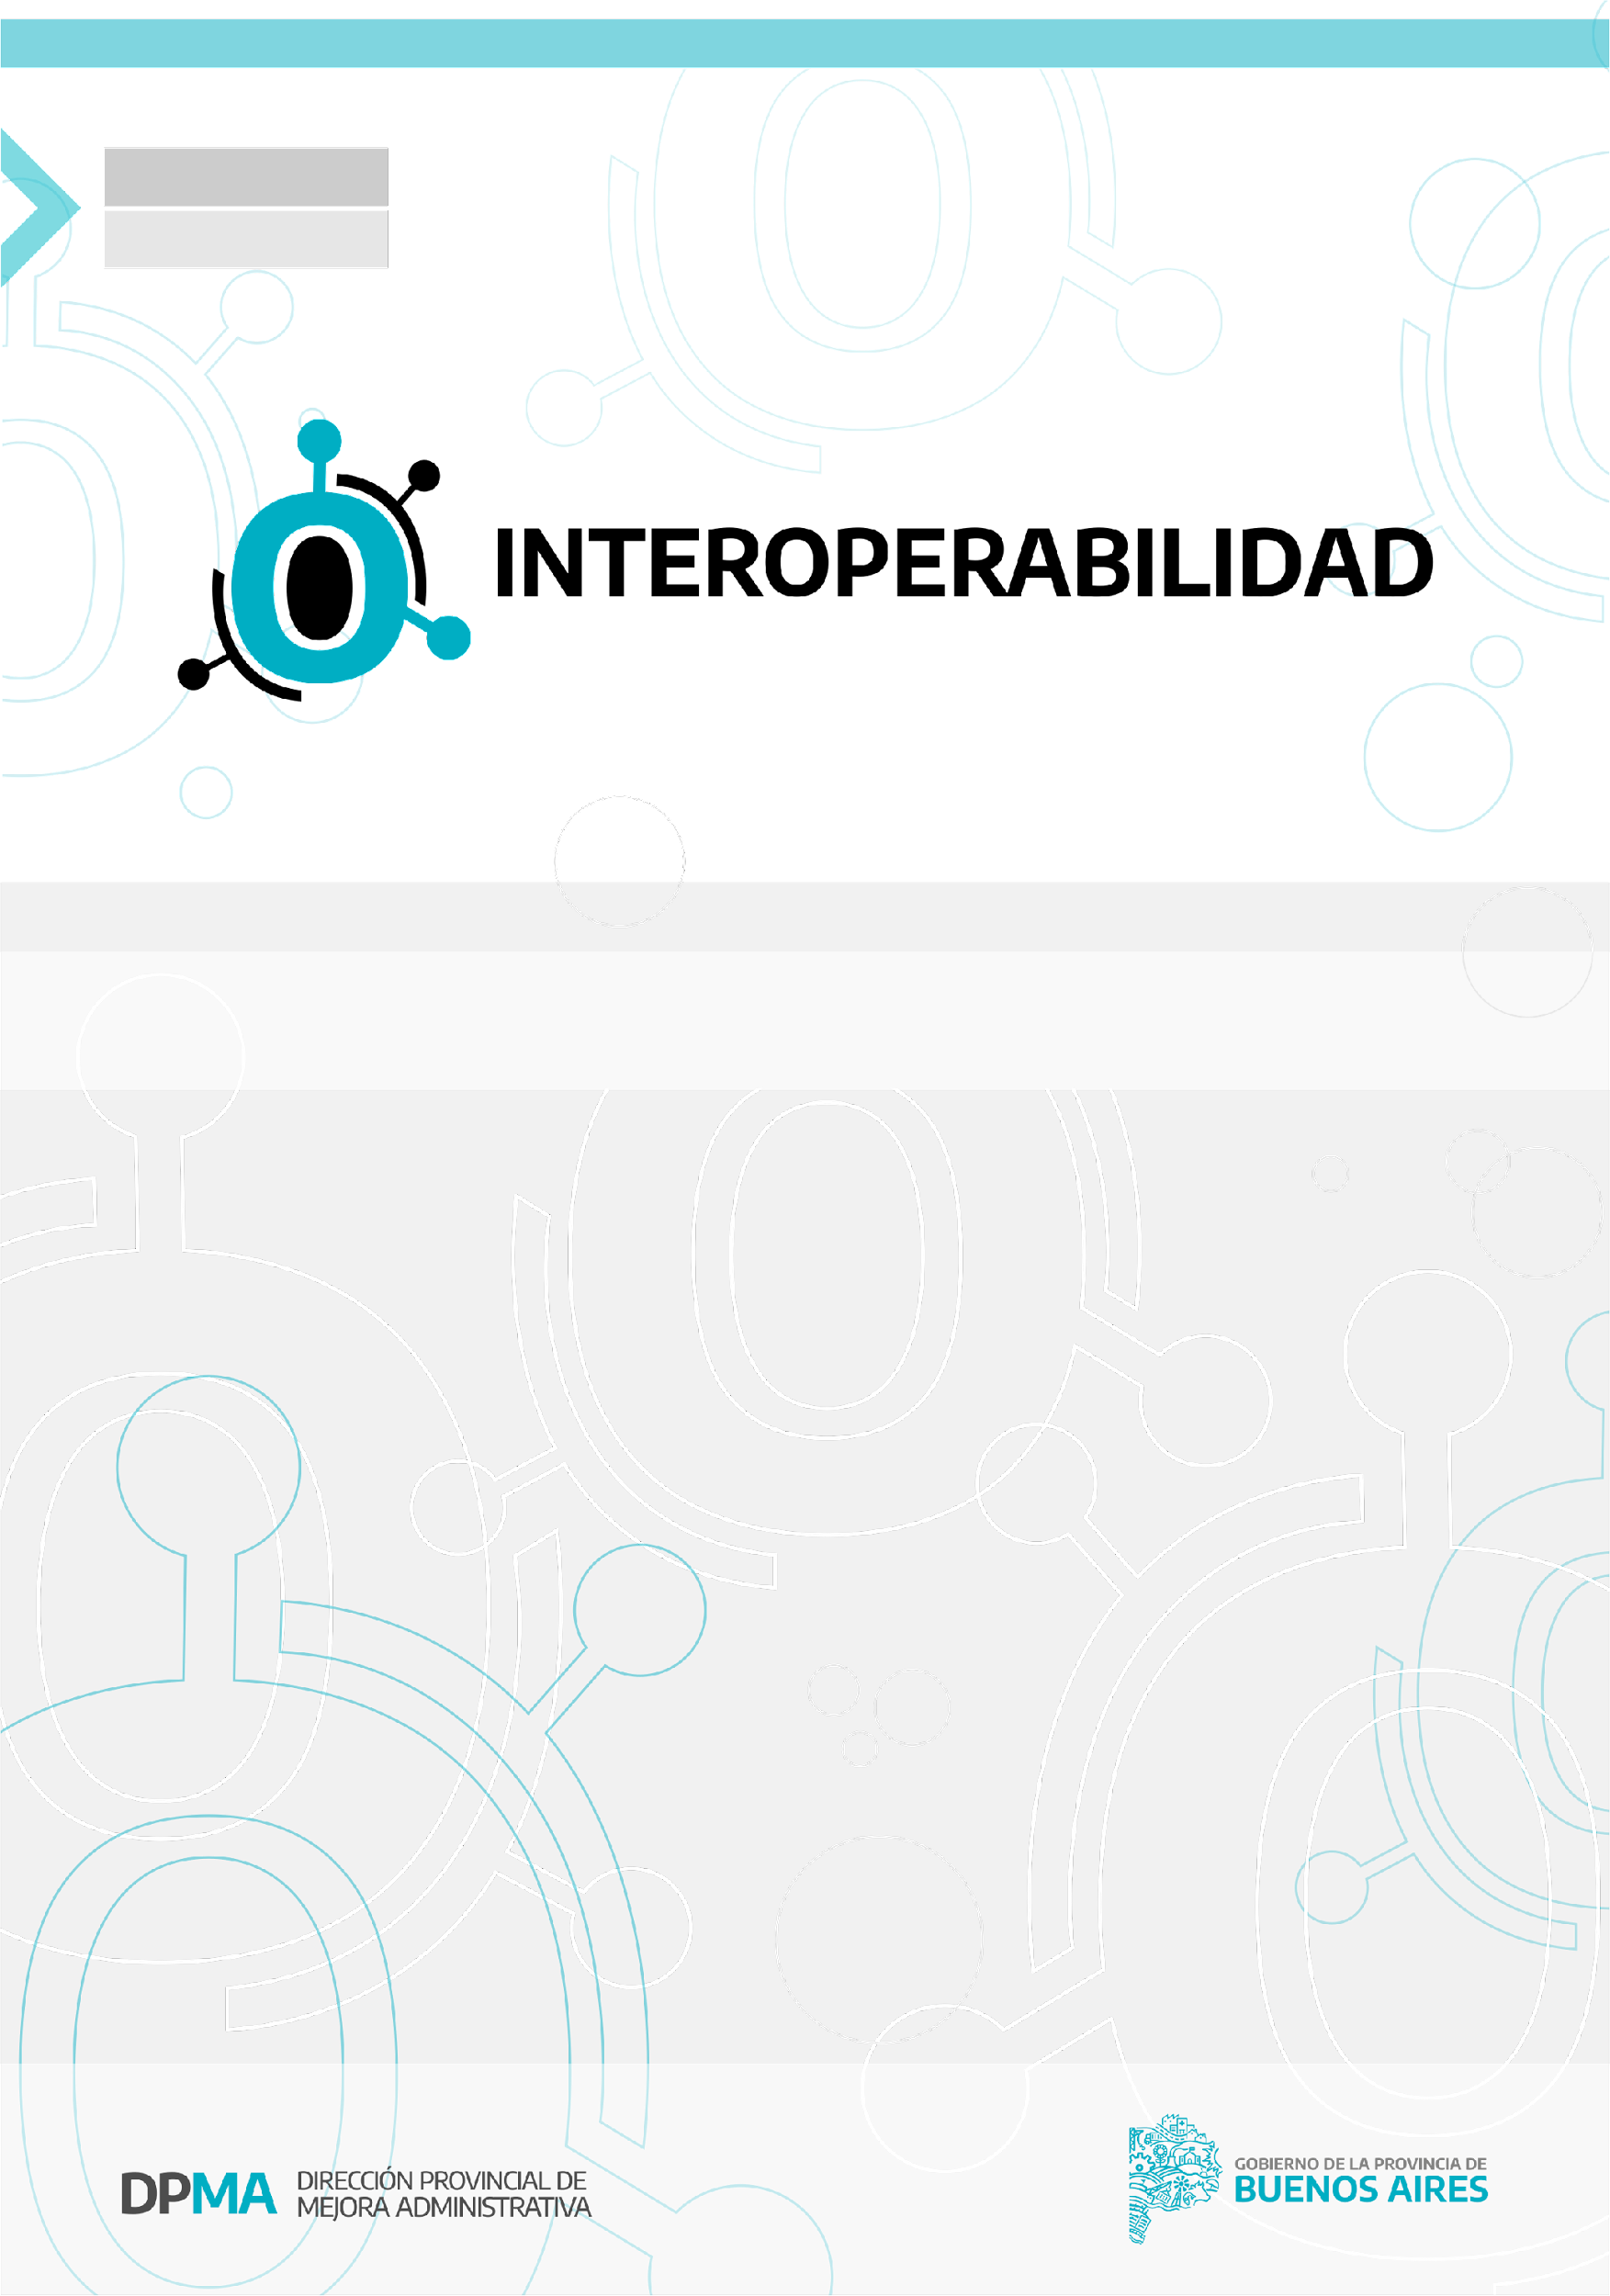 INTEROPERABILIDAD
DPMA
DIRECCIÓN PROVINCIAL DE
MEJORA ADMINISTRATIVA
GOBIERNO DE LA PROVINCIA DE
BUENOS AIRES